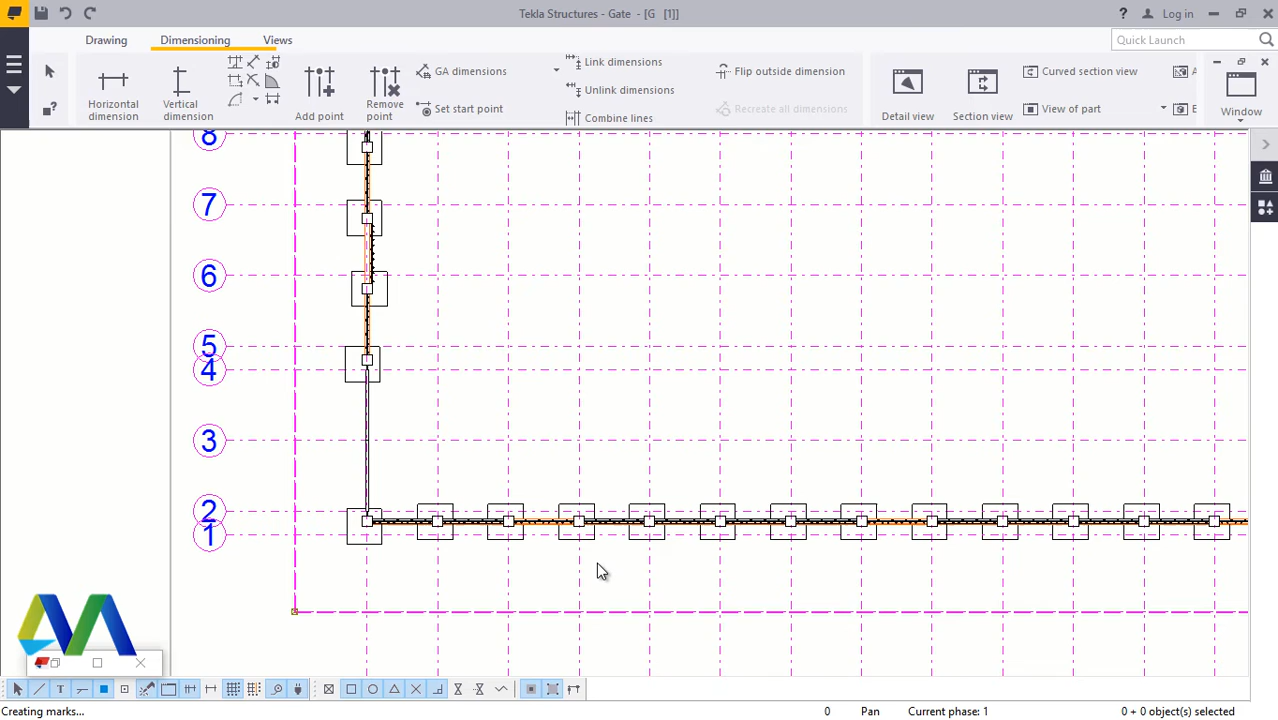 Tekla Structures - Gate - [G [1]]
? Log in
Drawing Dimensioning Views
Quick Launch
Horizontal dimension
Vertical dimension
Add point
Remove point
GA dimensions
Set start point
Link dimensions
Unlink dimensions
Combine lines
Flip outside dimension
Recreate all dimensions
Detail view
Section view
Curved section view
View of part
A
E
Window
8
7
6
5
4
3
2
1
Creating marks...
0
Pan
Current phase: 1
0 + 0 object(s) selected